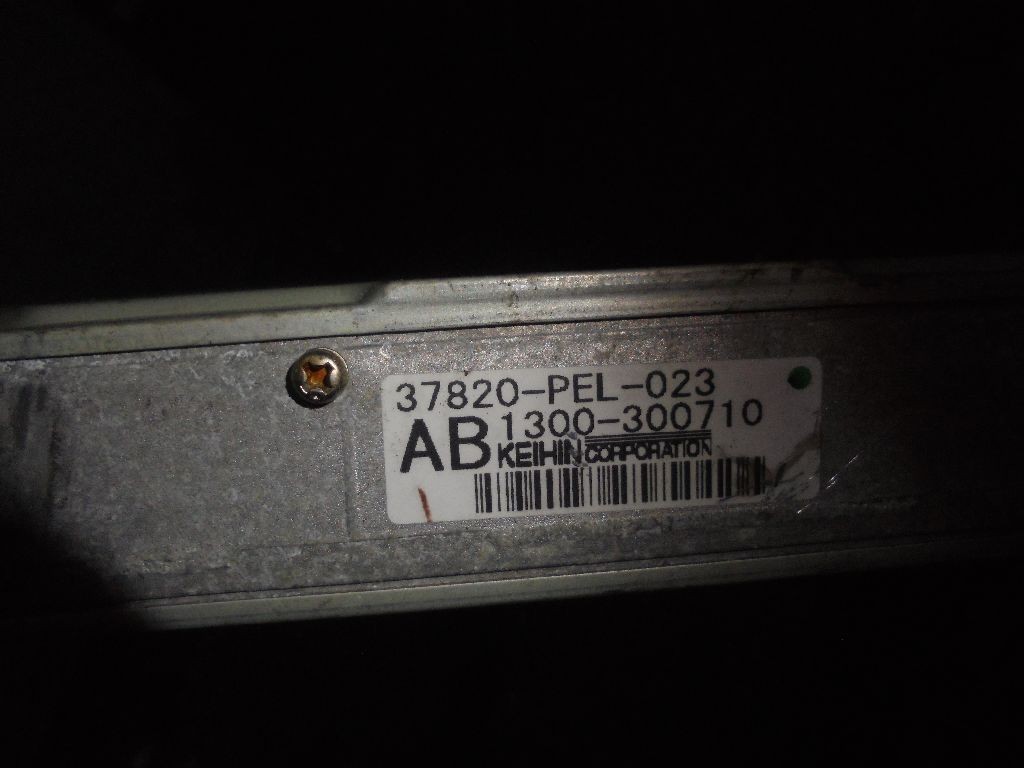 37820-PEL-023
AB 1300-300710
KEIHIN CORPORATION